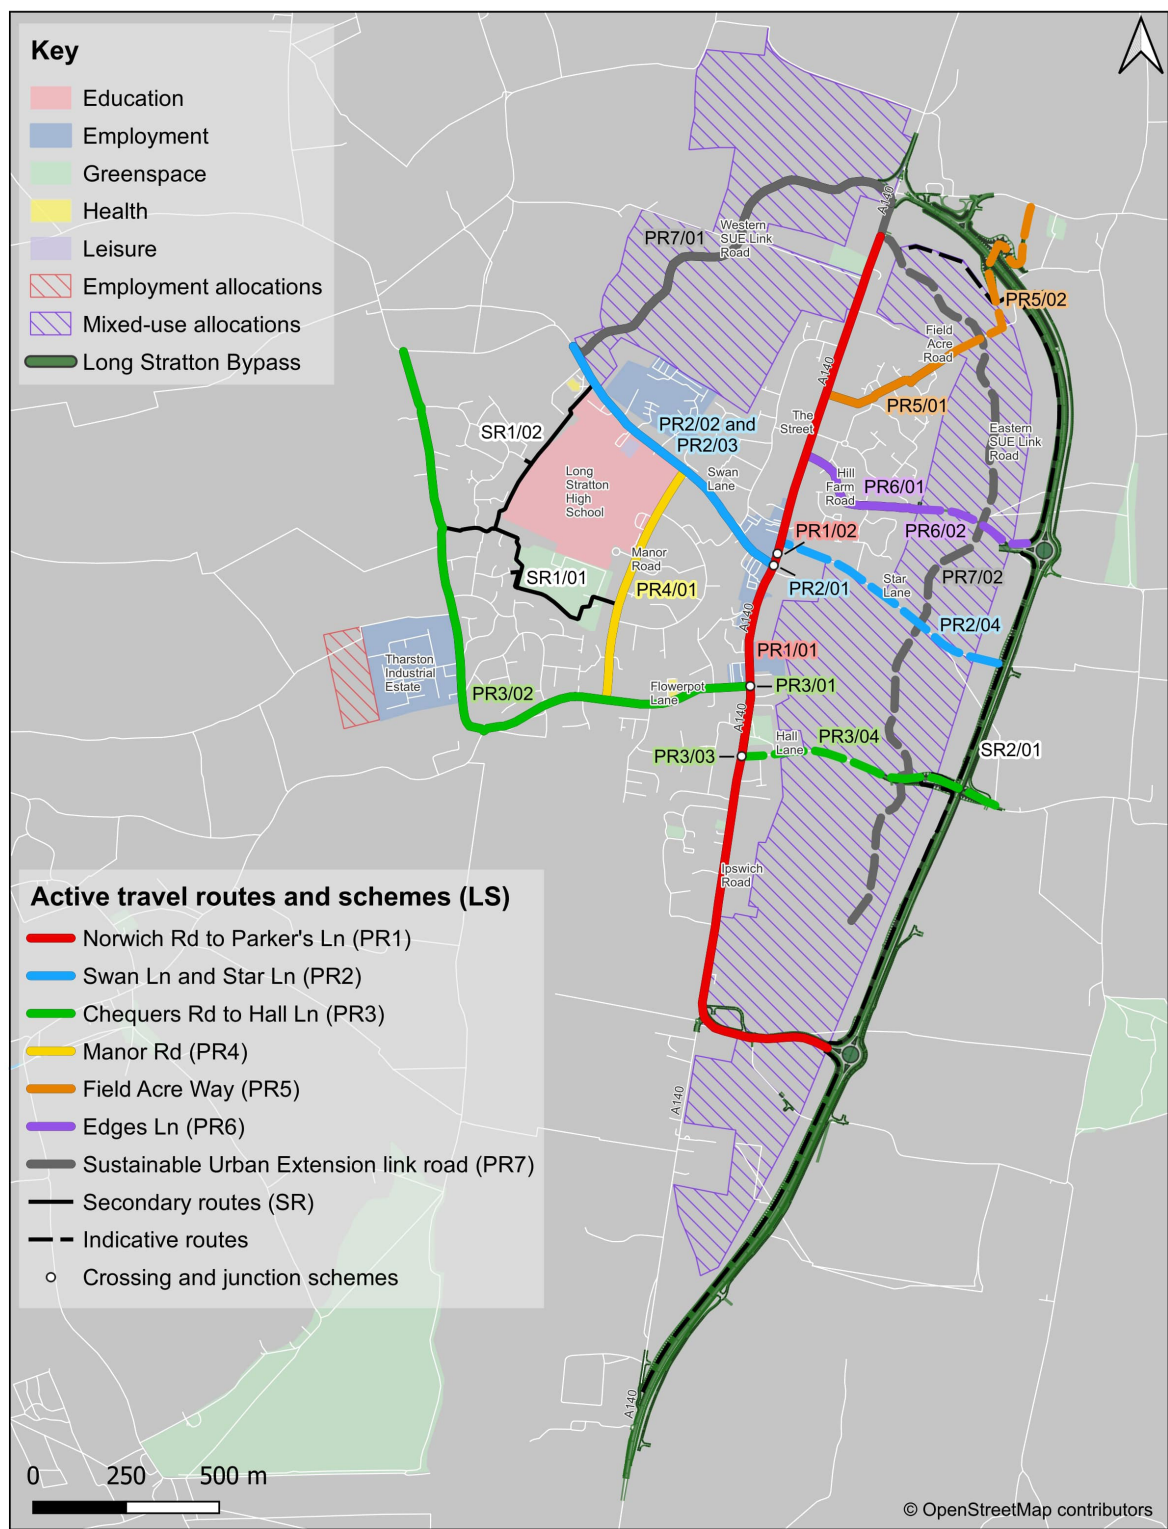 Key
Education
Employment
Greenspace
Health
Leisure
Employment allocations
Mixed-use allocations
Long Stratton Bypass
A140
Western
SUE Link
Road
PR7/01
PR5/02
Field
Acre
Road
A140
PR5/01
The
Street
SR1/02
PR2/02 and
PR2/03
Eastern
SUE Link
Road
Long
Stratton
High
School
Swan
Lane
Hill
Farm
Road
PR6/01
PR6/02
PR1/02
Manor
Road
SR1/01
PR4/01
PR2/01
Star
Lane
PR7/02
PR2/04
A140
PR1/01
Tharston
Industrial
Estate
PR3/02
Flowerpot
Lane
PR3/01
A140
Hall
Lane
PR3/04
PR3/03
SR2/01
Ipswich
Road
Active travel routes and schemes (LS)
Norwich Rd to Parker's Ln (PR1)
Swan Ln and Star Ln (PR2)
Chequers Rd to Hall Ln (PR3)
Manor Rd (PR4)
Field Acre Way (PR5)
Edges Ln (PR6)
Sustainable Urban Extension link road (PR7)
Secondary routes (SR)
Indicative routes
Crossing and junction schemes
A140
A140
0 250 500 m
© OpenStreetMap contributors